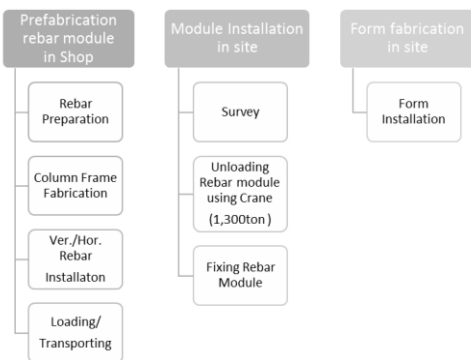 Prefabrication
rebar module
in Shop
Rebar
Preparation
Column Frame
Fabrication
Ver./Hor.
Rebar
Installaton
Loading/
Transporting
Module Installation
in site
Survey
Unloading
Rebar module
using Crane
(1,300ton )
Fixing Rebar
Module
Form fabrication
in site
Form
Installation